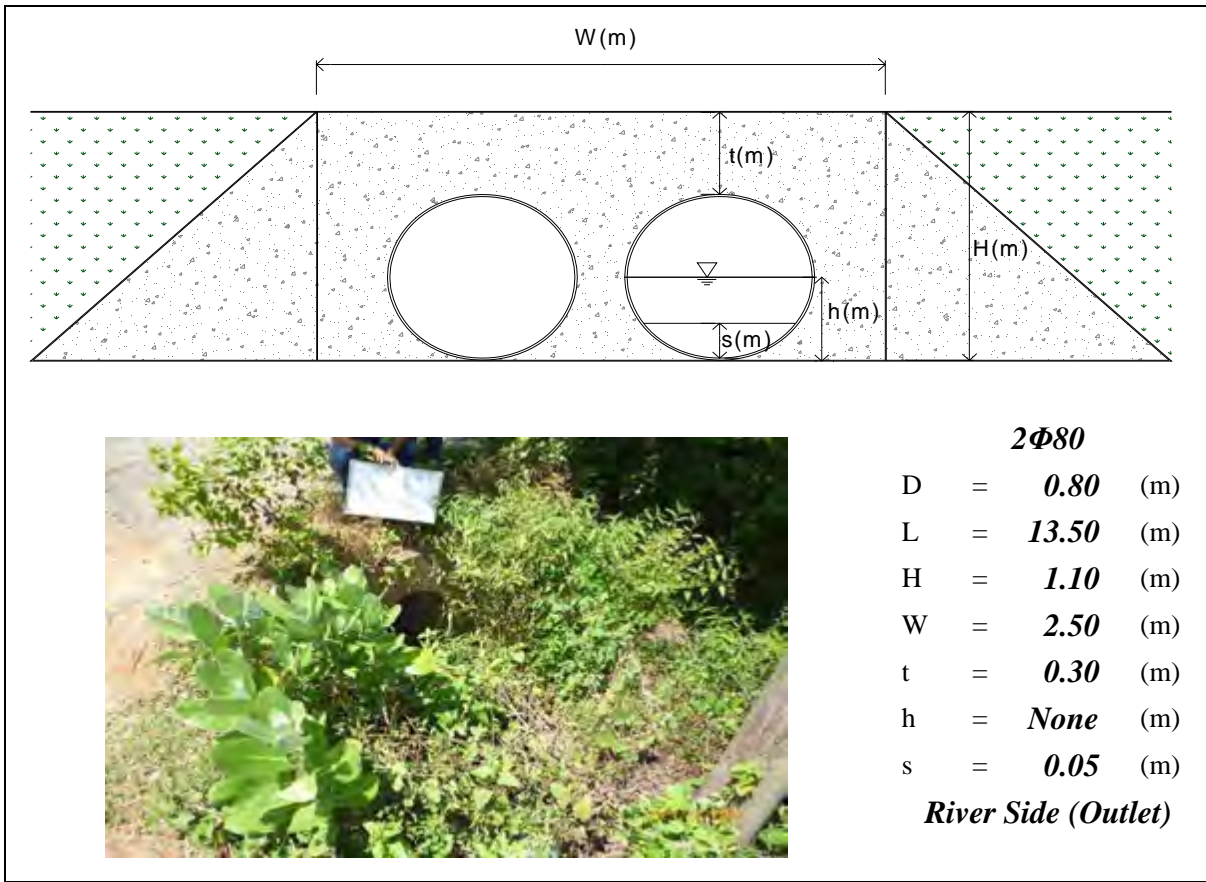 W(m)
t(m)
H(m)
h(m)
s(m)
2Φ80
D = 0.80 (m)
L = 13.50 (m)
H = 1.10 (m)
W = 2.50 (m)
t = 0.30 (m)
h = None (m)
s = 0.05 (m)
River Side (Outlet)